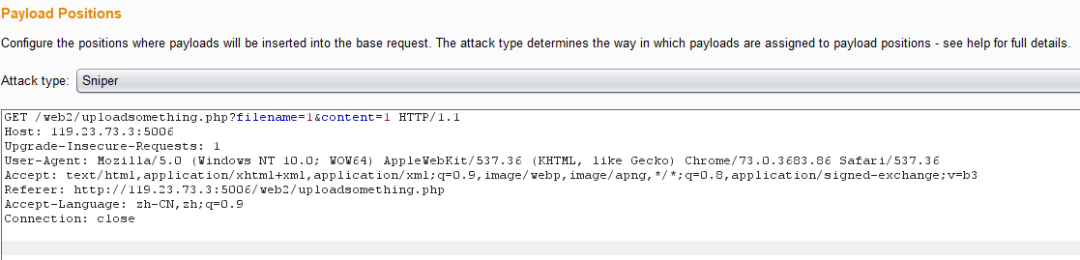 Payload Positions
Configure the positions where payloads will be inserted into the base request. The attack type determines the way in which payloads are assigned to payload positions - see help for full details.
Attack type: Sniper
GET /web2/uploadsomething.php?filename=1&content=1 HTTP/1.1
Host: 119.23.73.3:5006
Upgrade-Insecure-Requests: 1
User-Agent: Mozilla/5.0 (Windows NT 10.0; WOW64) AppleWebKit/537.36 (KHTML, like Gecko) Chrome/73.0.3683.86 Safari/537.36
Accept: text/html,application/xhtml+xml,application/xml;q=0.9,image/webp,image/apng,*/*;q=0.8,application/signed-exchange;v=b3
Referer: http://119.23.73.3:5006/web2/uploadsomething.php
Accept-Language: zh-CN,zh;q=0.9
Connection: close